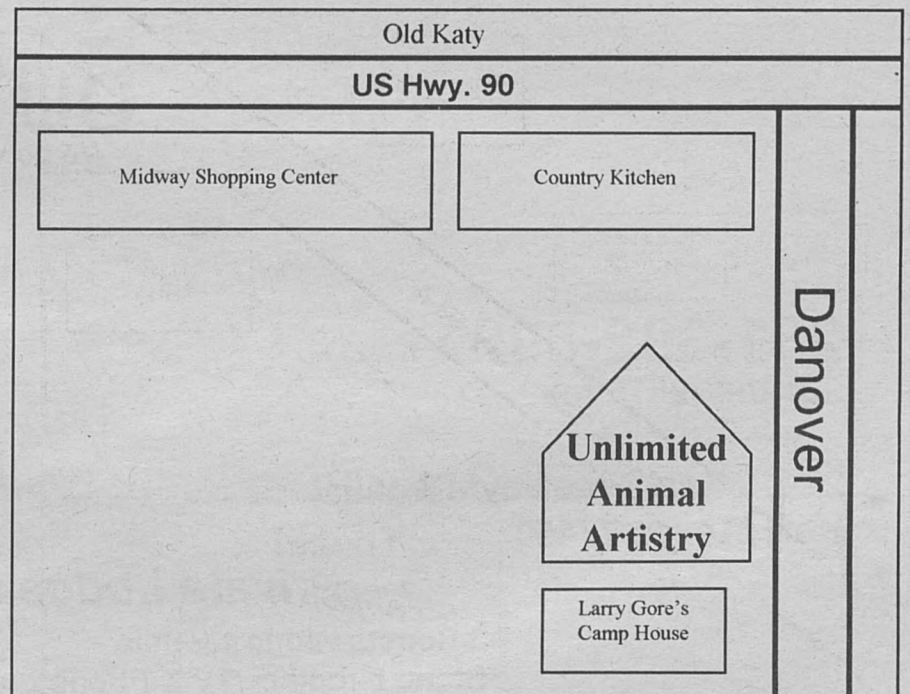 Old Katy
US Hwy. 90
Midway Shopping Center
Country Kitchen
Danover
Unlimited
Animal
Artistry
Larry Gore's
Camp House